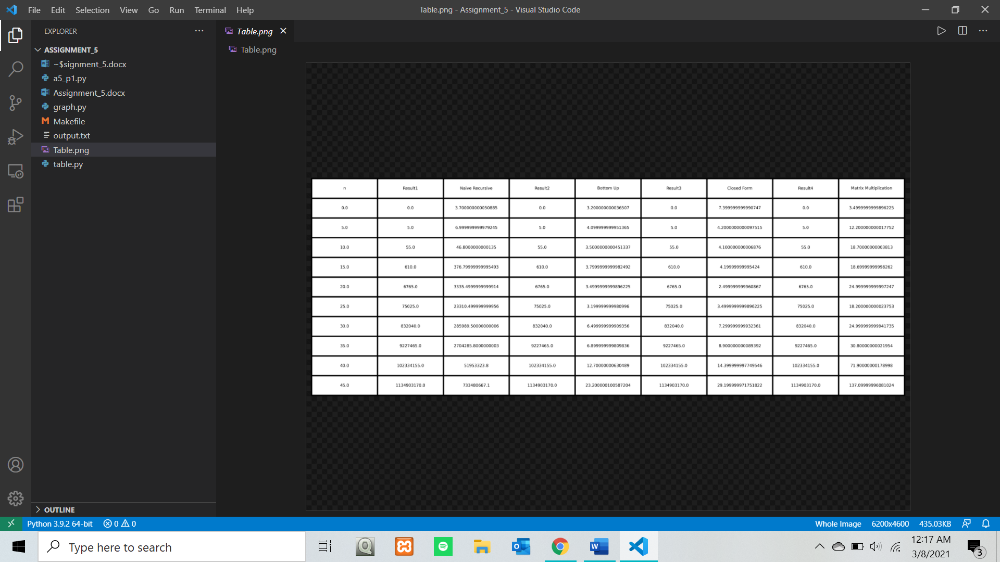 File Edit Selection View Go Run Terminal Help
Table.png - Assignment_5 - Visual Studio Code
EXPLORER
ASSIGNMENT_5
~$signment_5.docx
a5_p1.py
Assignment_5.docx
graph.py
Makefile
output.txt
Table.png
table.py
OUTLINE
Table.png
Table.png
n Result1 Naive Recursive Result2 Bottom Up Result3 Closed Form Result4 Matrix Multiplication
0.0 0.0 3.700000000050885 0.0 3.200000000036507 0.0 7.399999999990747 0.0 3.4999999999896225
5.0 5.0 6.999999999979245 5.0 4.099999999951365 5.0 4.2000000000097515 5.0 12.200000000017752
10.0 55.0 46.8000000000135 55.0 3.5000000000451337 55.0 4.100000000006876 55.0 18.70000000003813
15.0 610.0 376.79999999995493 610.0 3.7999999999982492 610.0 4.19999999995424 610.0 18.69999999998262
20.0 6765.0 3335.4999999999914 6765.0 3.4999999999896225 6765.0 2.499999999960867 6765.0 24.999999999997247
25.0 75025.0 23310.499999999956 75025.0 3.199999999980996 75025.0 3.4999999999896225 75025.0 18.200000000023753
30.0 832040.0 285989.50000000006 832040.0 6.499999999909356 832040.0 7.299999999932361 832040.0 24.999999999941735
35.0 9227465.0 2704285.8000000003 9227465.0 6.899999999809836 9227465.0 8.900000000089392 9227465.0 30.80000000021954
40.0 102334155.0 51953323.8 102334155.0 12.70000000630489 102334155.0 14.399999997749546 102334155.0 71.90000000178998
45.0 1134903170.0 733480667.1 1134903170.0 23.200000100587204 1134903170.0 29.199999971751822 1134903170.0 137.09999996081024
Python 3.9.2 64-bit 0 0 Whole Image 6200x4600 435.03KB
Type here to search
12:17 AM
3/8/2021
3